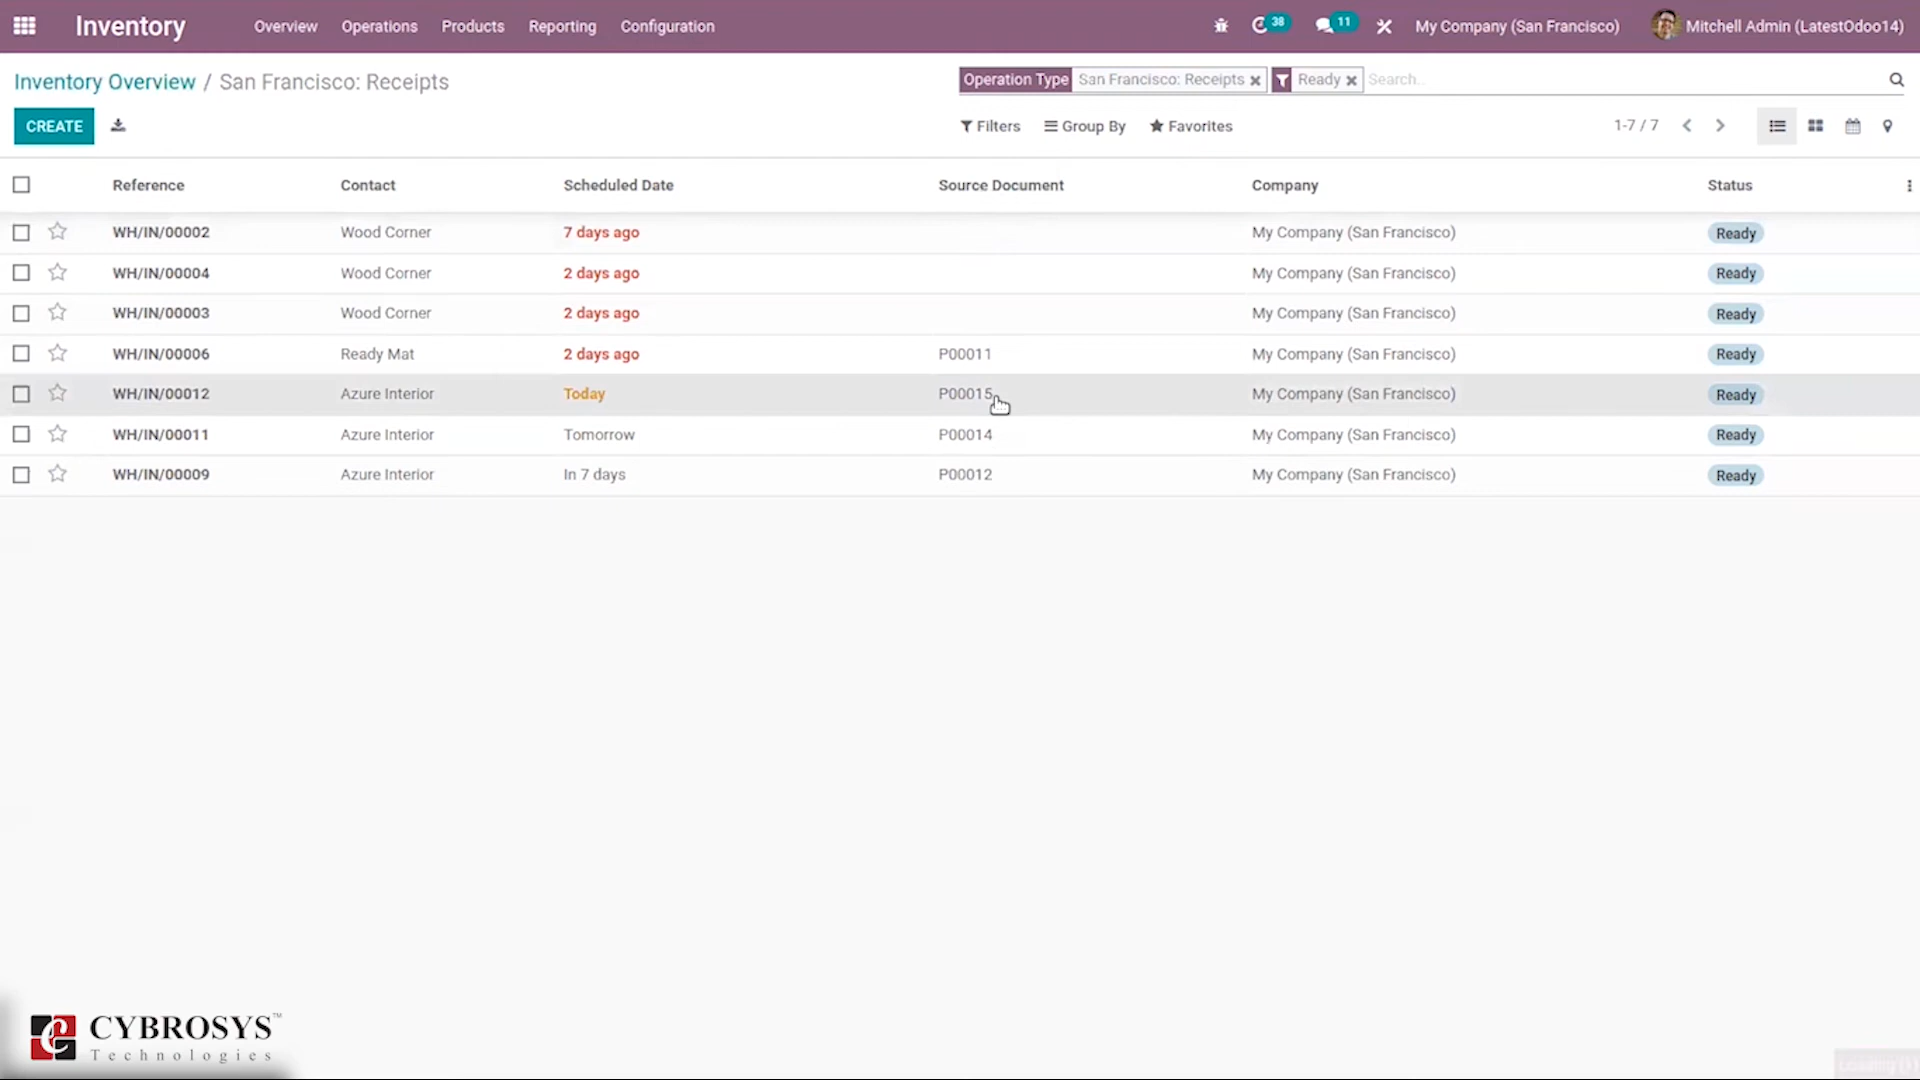 Inventory Overview Operations Products Reporting Configuration 38 11 My Company (San Francisco) Mitchell Admin (LatestOdoo14)
Inventory Overview / San Francisco: Receipts
Operation Type San Francisco: Receipts Ready Search...
CREATE
Filters Group By Favorites 1-7 / 7
Reference Contact Scheduled Date Source Document Company Status
WH/IN/00002 Wood Corner 7 days ago My Company (San Francisco) Ready
WH/IN/00004 Wood Corner 2 days ago My Company (San Francisco) Ready
WH/IN/00003 Wood Corner 2 days ago My Company (San Francisco) Ready
WH/IN/00006 Ready Mat 2 days ago P00011 My Company (San Francisco) Ready
WH/IN/00012 Azure Interior Today P00015 My Company (San Francisco) Ready
WH/IN/00011 Azure Interior Tomorrow P00014 My Company (San Francisco) Ready
WH/IN/00009 Azure Interior In 7 days P00012 My Company (San Francisco) Ready
CYBROSYS™
Technologies
Loading (1)